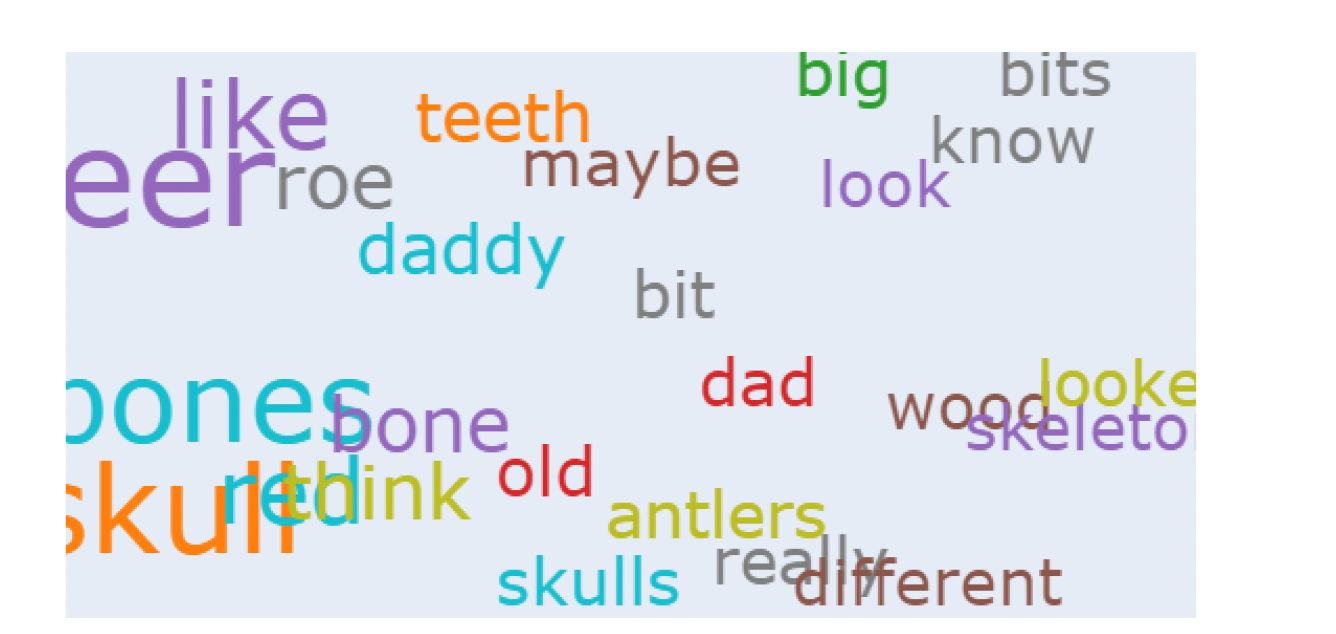 big
bits
like
teeth
know
maybe
eer
roe
look
daddy
bit
dad
looke
wood
bones
bone
skeleto
old
red
think
skull
antlers
really
skulls
different